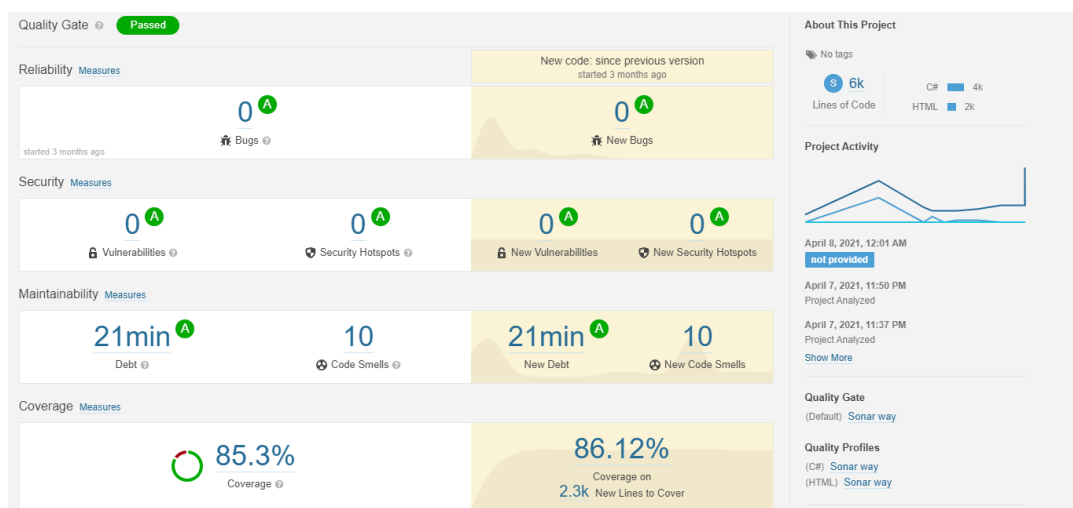 Quality Gate Passed
New code: since previous version
started 3 months ago
Reliability Measures
0 A
Bugs
started 3 months ago
0 A
New Bugs
Security Measures
0 A
Vulnerabilities
0 A
Security Hotspots
0 A
New Vulnerabilities
0 A
New Security Hotspots
Maintainability Measures
21min A
Debt
10
Code Smells
21min A
New Debt
10
New Code Smells
Coverage Measures
85.3%
Coverage
86.12%
Coverage on
2.3k New Lines to Cover
About This Project
No tags
S 6k
Lines of Code
C# 4k
HTML 2k
Project Activity
April 8, 2021, 12:01 AM
not provided
April 7, 2021, 11:50 PM
Project Analyzed
April 7, 2021, 11:37 PM
Project Analyzed
Show More
Quality Gate
(Default) Sonar way
Quality Profiles
(C#) Sonar way
(HTML) Sonar way